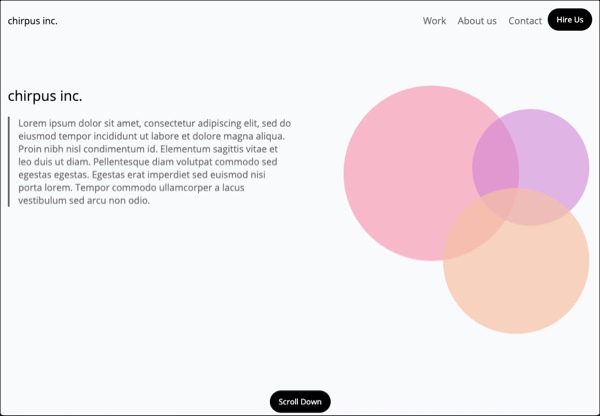 chirpus inc.
Work About us Contact Hire Us
chirpus inc.
Lorem ipsum dolor sit amet, consectetur adipiscing elit, sed do
eiusmod tempor incididunt ut labore et dolore magna aliqua.
Proin nibh nisl condimentum id. Elementum sagittis vitae et
leo duis ut diam. Pellentesque diam volutpat commodo sed
egestas egestas. Egestas erat imperdiet sed euismod nisi
porta lorem. Tempor commodo ullamcorper a lacus
vestibulum sed arcu non odio.
Scroll Down